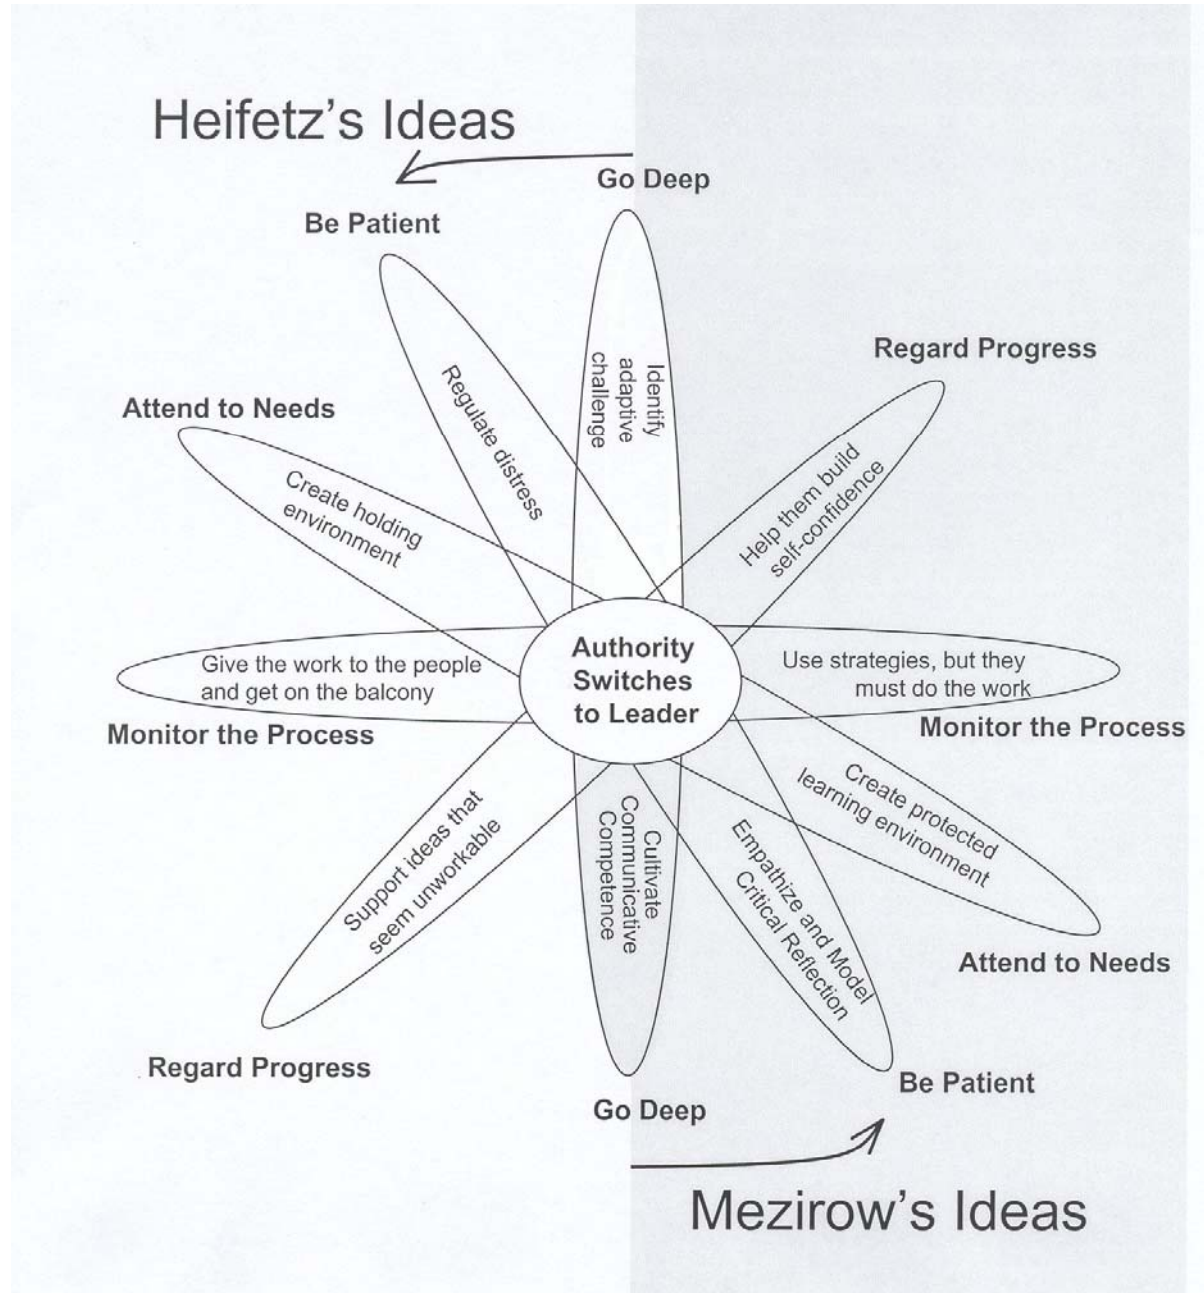 Heifetz's Ideas
Go Deep
Be Patient
Identify
adaptive
challenge
Regulate distress
Regard Progress
Help them build
self-confidence
Attend to Needs
Create holding
environment
Authority
Switches
to Leader
Give the work to the people
and get on the balcony
Monitor the Process
Use strategies, but they
must do the work
Monitor the Process
Support ideas that
seem unworkable
Regard Progress
Cultivate
Communicative
Competence
Go Deep
Empathize and Model
Critical Reflection
Be Patient
Create protected
learning environment
Attend to Needs
Mezirow's Ideas